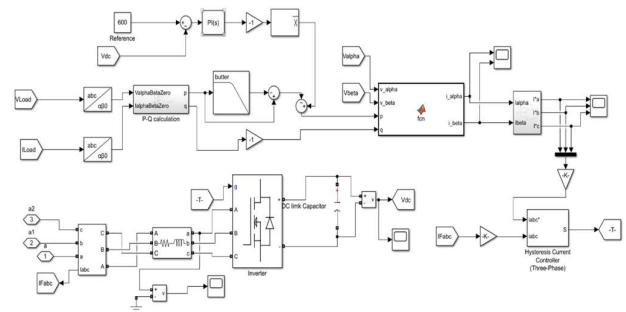 600
Reference
PI(s)
-1
X
Vdc
VLoad
abc
αβ0
ValphaBetaZero
IalphaBetaZero
p
q
P-Q calculation
butter
-1
ILoad
abc
αβ0
Valpha
Vbeta
v_alpha
v_beta
p
q
fcn
i_alpha
i_beta
Ialpha
Ibeta
I*a
I*b
I*c
-K-
IFabc
-K-
iabc*
iabc
S
-T-
Hysteresis Current
Controller
(Three-Phase)
-T-
g
A
B
C
+
-
Inverter
DC link Capacitor
+
-
v
Vdc
a2
3
a1
2
a
1
c
b
a
Iabc
C
B
A
IFabc
A
B
C
a
b
c
+
-
v